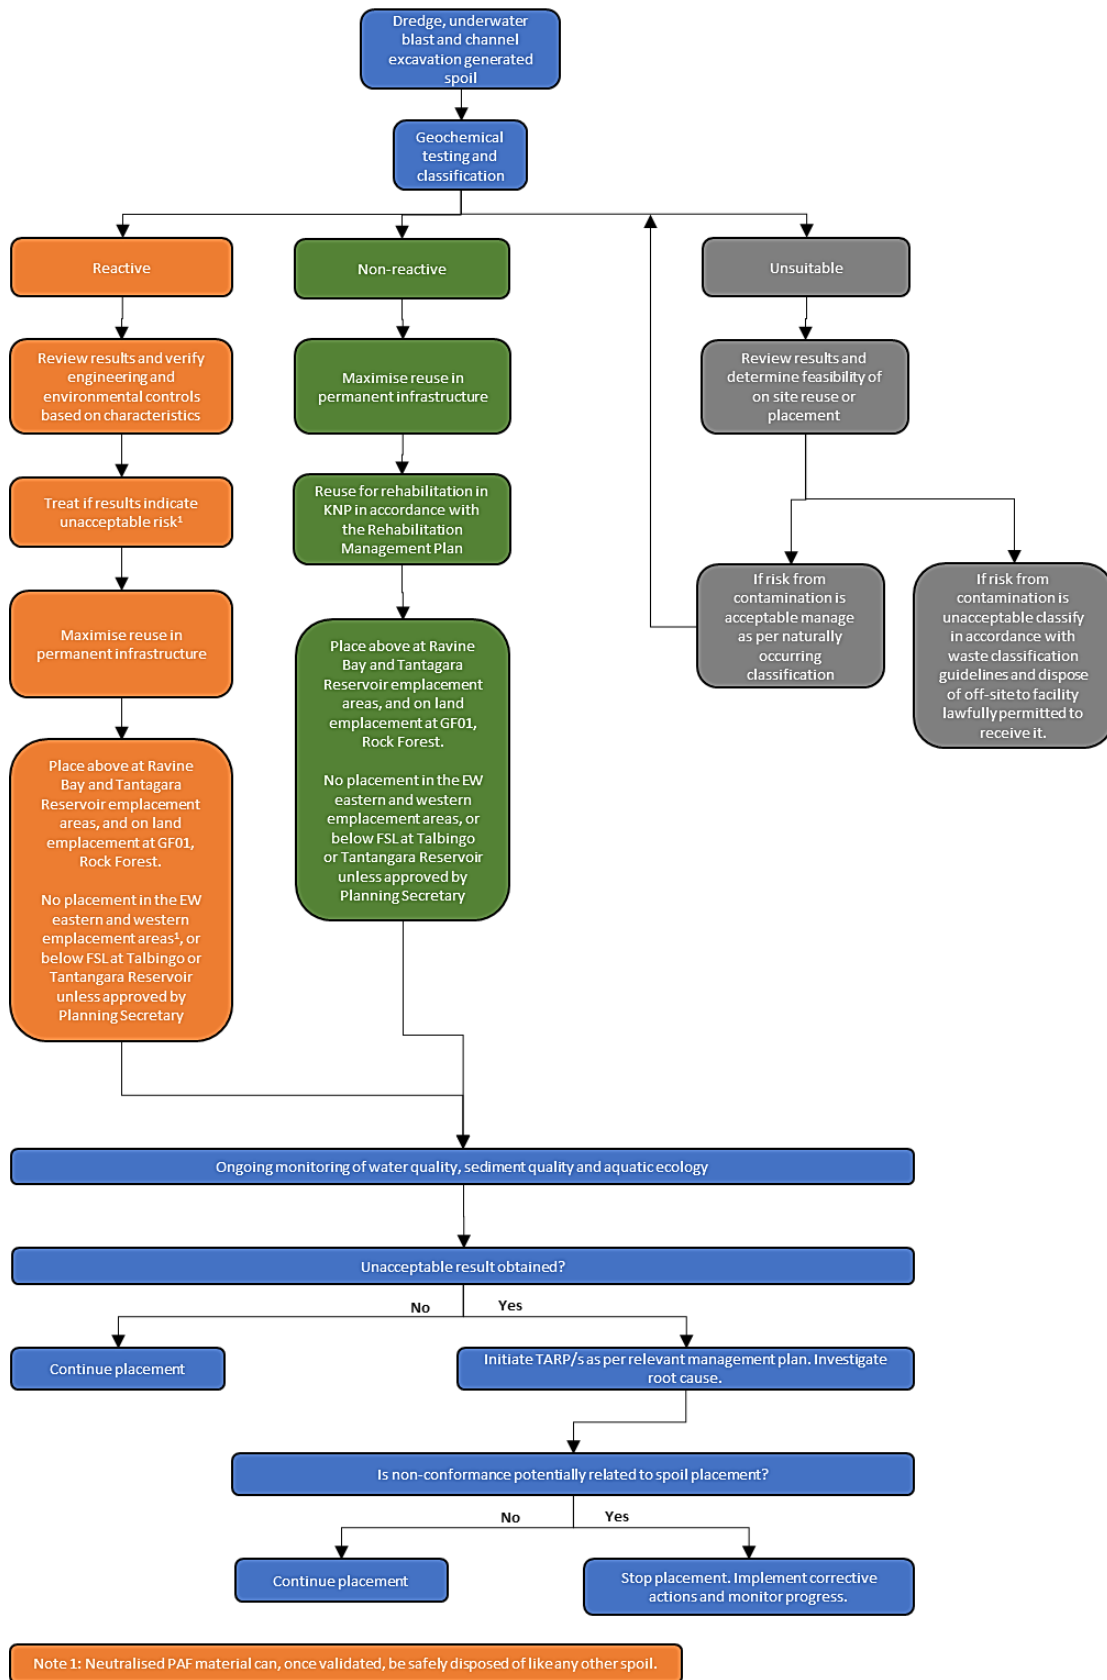 Dredge, underwater
blast and channel
excavation generated
spoil
Geochemical
testing and
classification
Reactive
Non-reactive
Unsuitable
Review results and verify
engineering and
environmental controls
based on characteristics
Maximise reuse in
permanent infrastructure
Review results and
determine feasibility of
on site reuse or
placement
Treat if results indicate
unacceptable risk¹
Reuse for rehabilitation in
KNP in accordance with
the Rehabilitation
Management Plan
If risk from
contamination is
acceptable manage
as per naturally
occurring
classification
If risk from
contamination is
unacceptable classify
in accordance with
waste classification
guidelines and dispose
of off-site to facility
lawfully permitted to
receive it.
Maximise reuse in
permanent infrastructure
Place above at Ravine
Bay and Tantagara
Reservoir emplacement
areas, and on land
emplacement at GF01,
Rock Forest.
No placement in the EW
eastern and western
emplacement areas, or
below FSL at Talbingo
or Tantangara Reservoir
unless approved by
Planning Secretary
Place above at Ravine
Bay and Tantagara
Reservoir emplacement
areas, and on land
emplacement at GF01,
Rock Forest.
No placement in the EW
eastern and western
emplacement areas¹, or
below FSL at Talbingo or
Tantangara Reservoir
unless approved by
Planning Secretary
Ongoing monitoring of water quality, sediment quality and aquatic ecology
Unacceptable result obtained?
No
Yes
Continue placement
Initiate TARP/s as per relevant management plan. Investigate
root cause.
Is non-conformance potentially related to spoil placement?
No
Yes
Continue placement
Stop placement. Implement corrective
actions and monitor progress.
Note 1: Neutralised PAF material can, once validated, be safely disposed of like any other spoil.